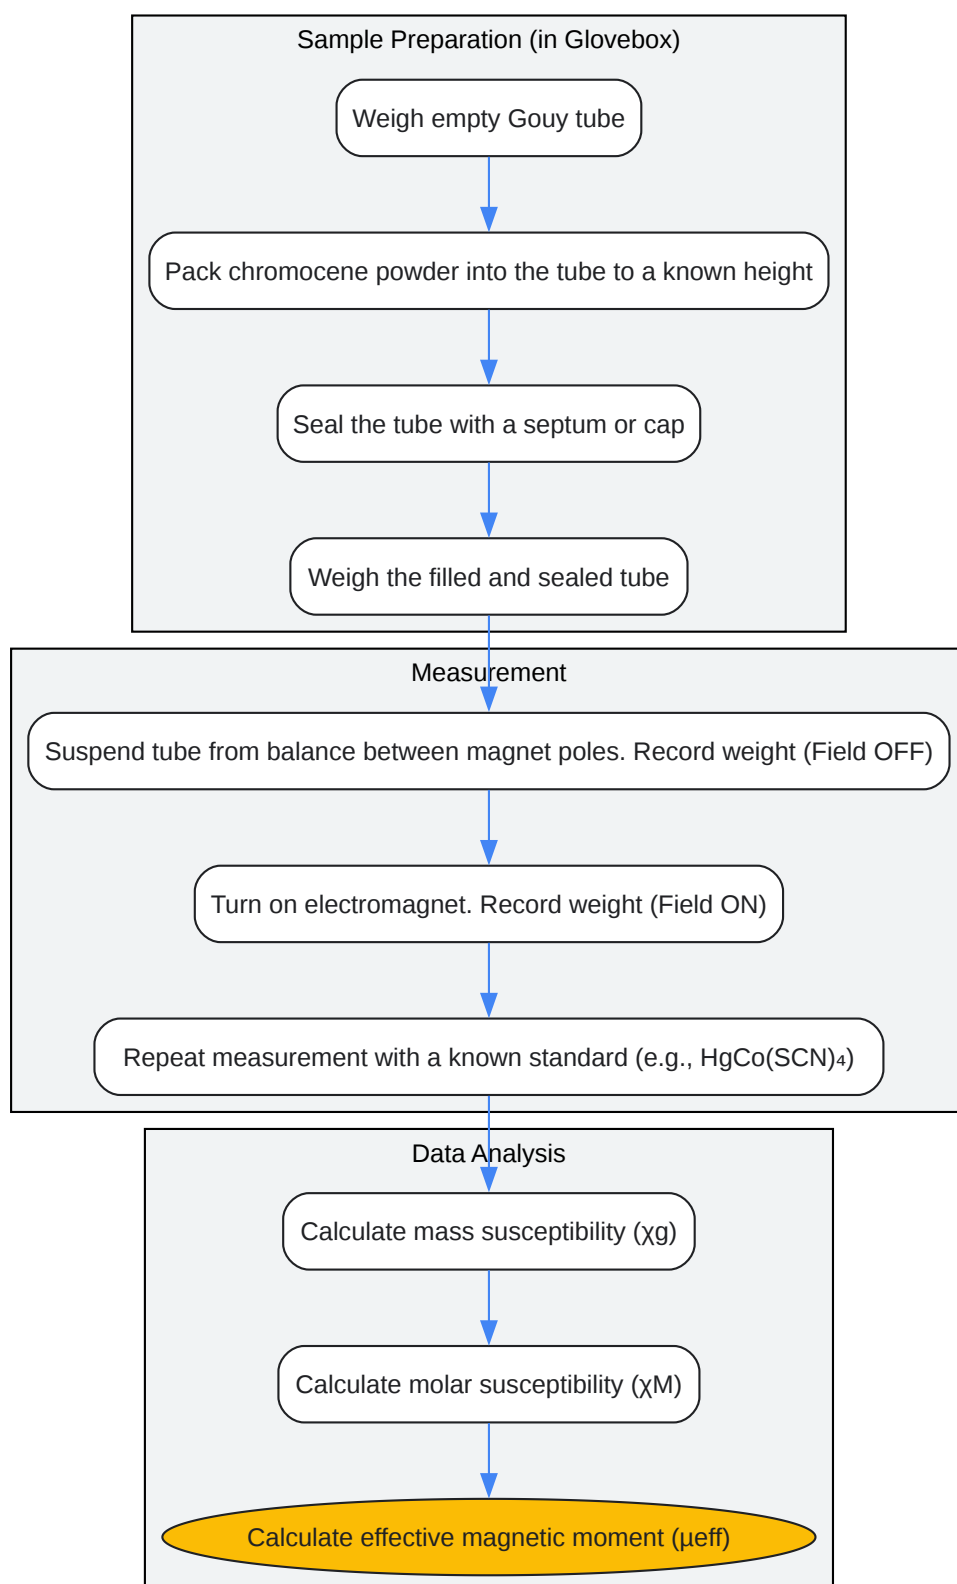 Sample Preparation (in Glovebox)
Weigh empty Gouy tube
Pack chromocene powder into the tube to a known height
Seal the tube with a septum or cap
Weigh the filled and sealed tube
Measurement
Suspend tube from balance between magnet poles. Record weight (Field OFF)
Turn on electromagnet. Record weight (Field ON)
Repeat measurement with a known standard (e.g., HgCo(SCN)₄)
Data Analysis
Calculate mass susceptibility (χg)
Calculate molar susceptibility (χM)
Calculate effective magnetic moment (μeff)